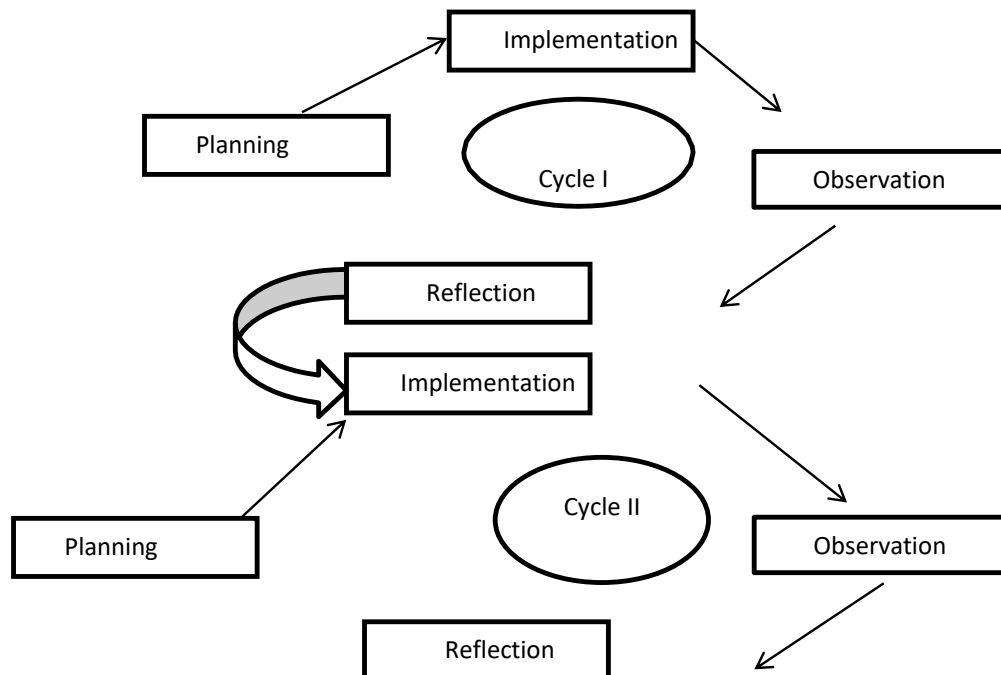 Implementation
Planning
Cycle I
Observation
Reflection
Implementation
Cycle II
Planning
Observation
Reflection